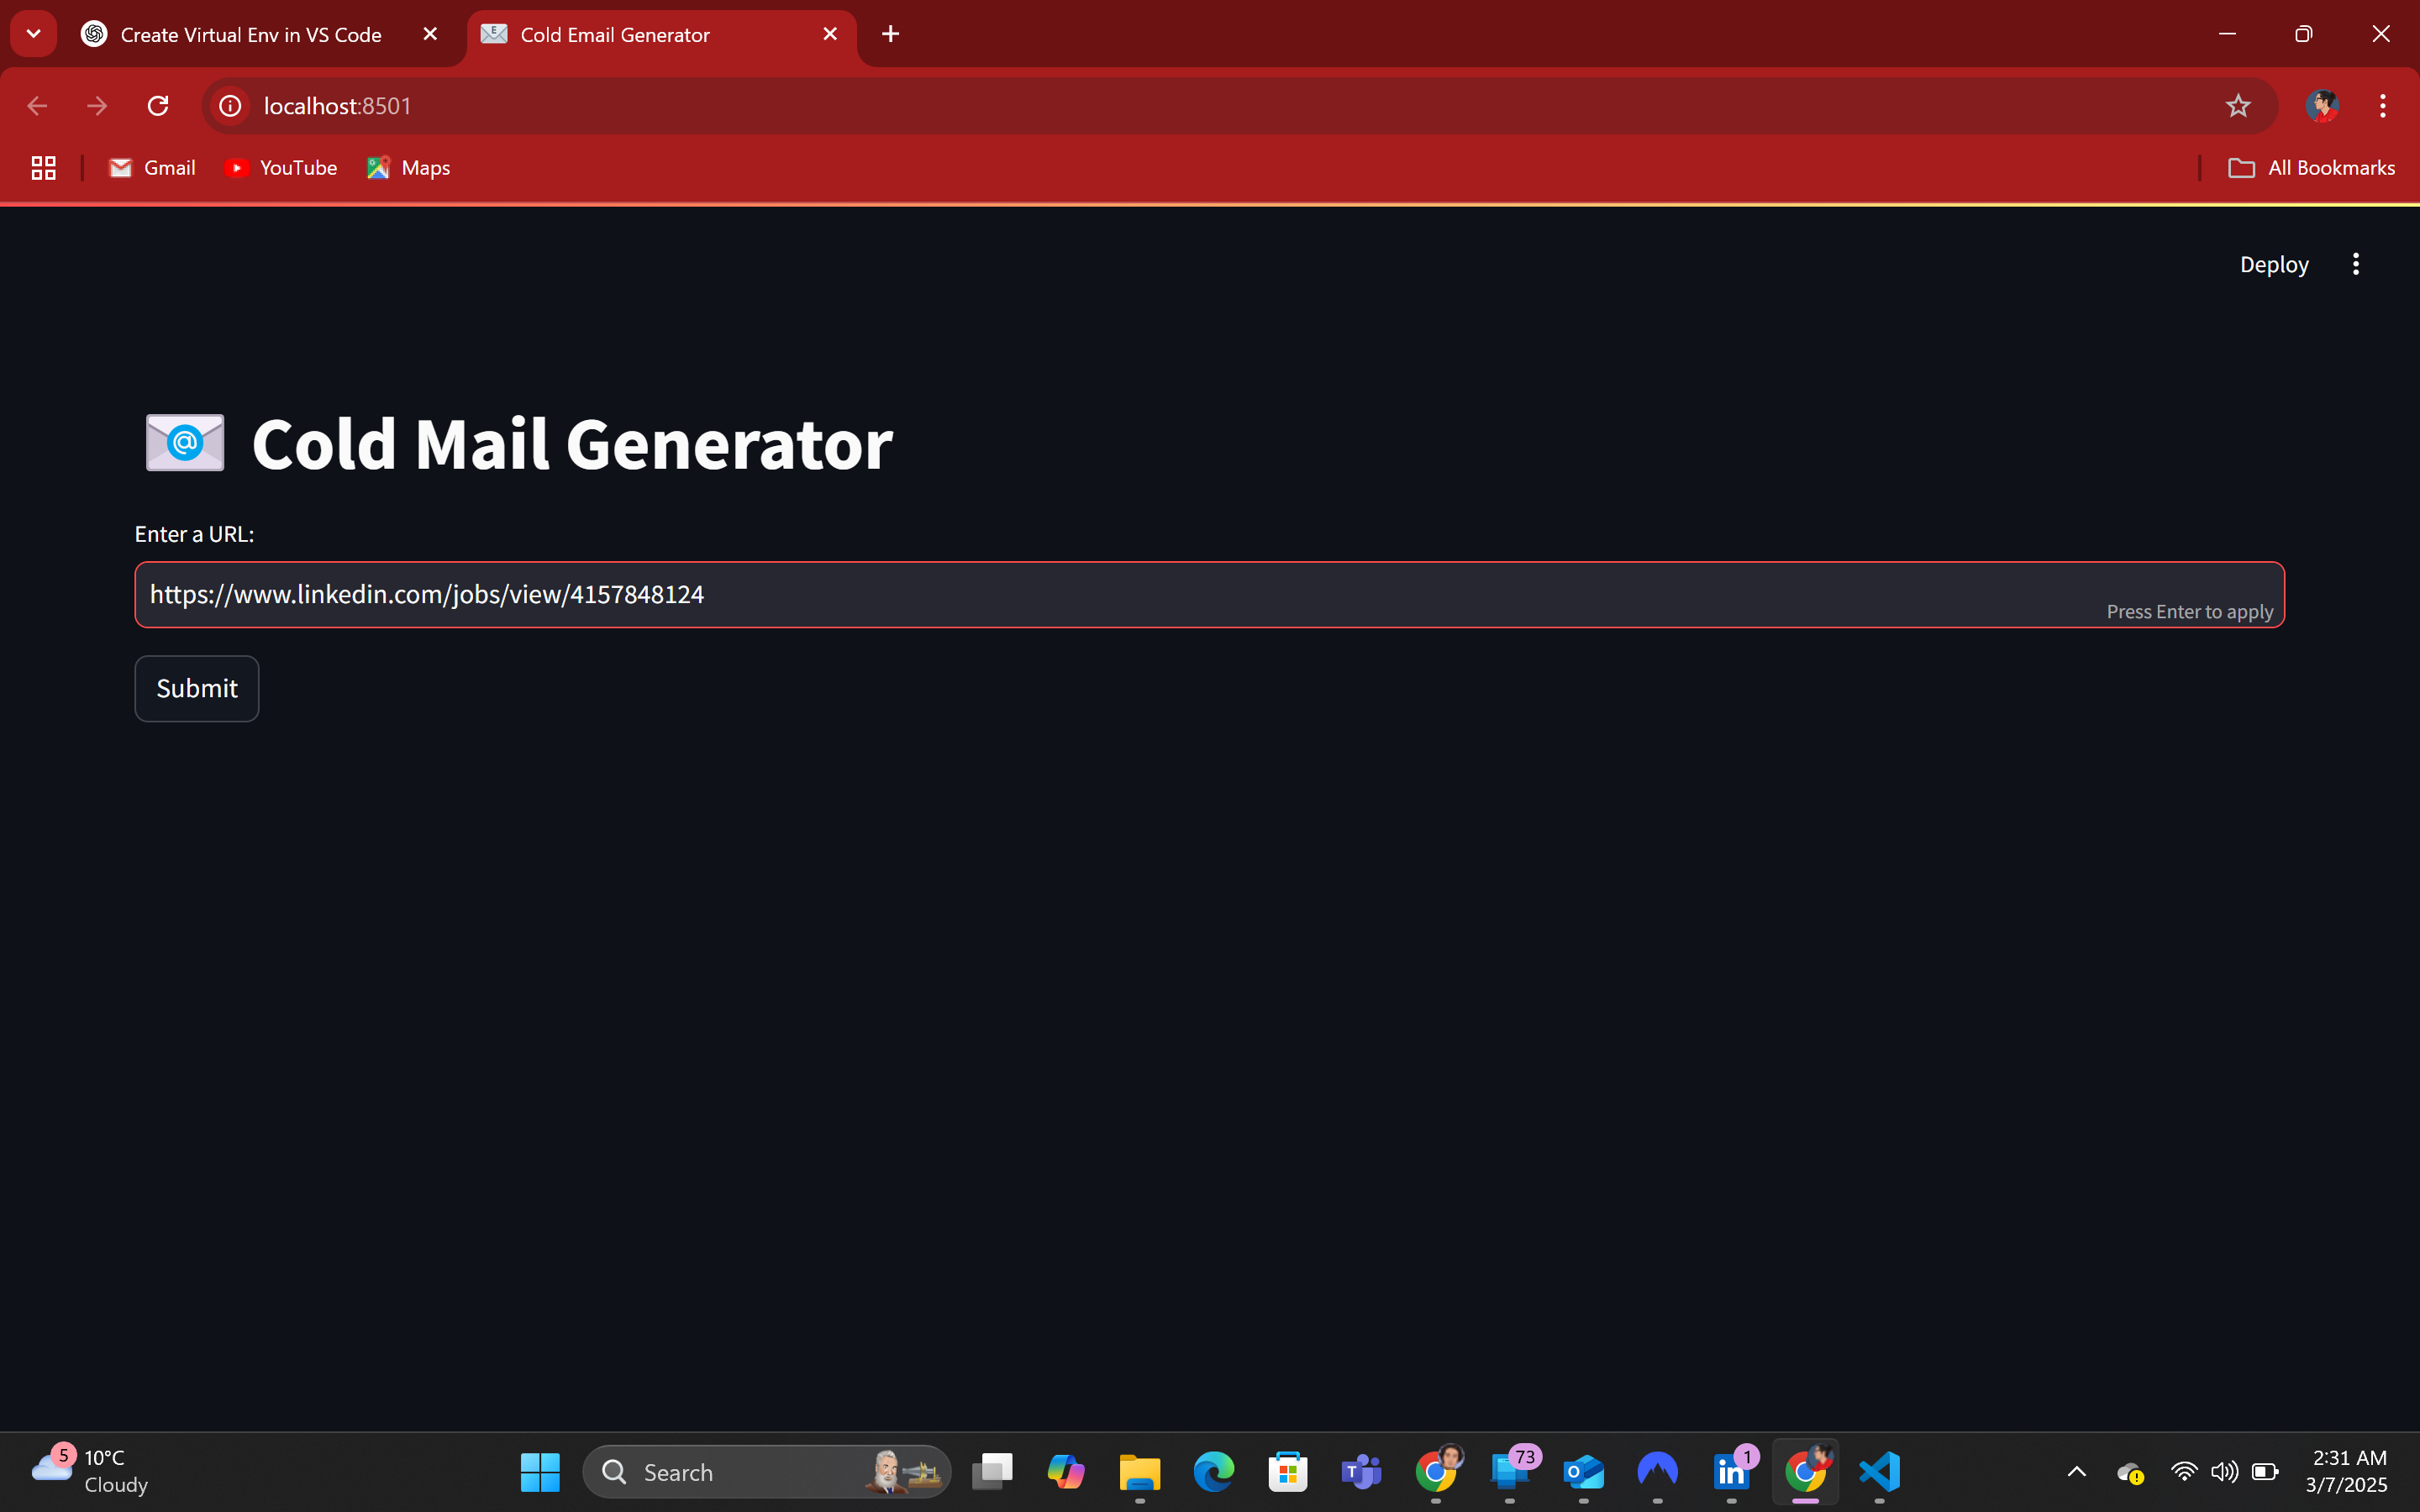 Create Virtual Env in VS Code
Cold Email Generator
localhost:8501
Gmail
YouTube
Maps
All Bookmarks
Deploy
Cold Mail Generator
Enter a URL:
https://www.linkedin.com/jobs/view/4157848124
Press Enter to apply
Submit
5
10°C
Cloudy
Search
73
1
2:31 AM
3/7/2025